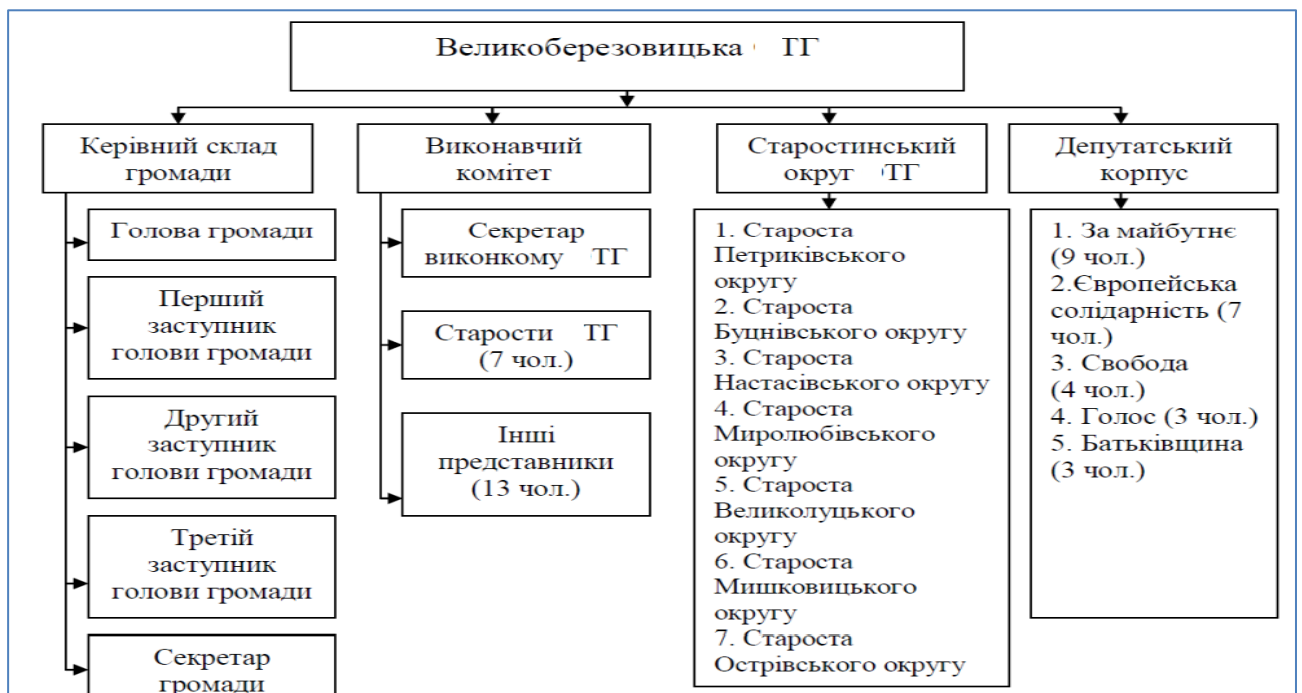 Великоберезовицька ТГ
Керівний склад
громади
Голова громади
Перший
заступник
голови громади
Другий
заступник
голови громади
Третій
заступник
голови громади
Секретар
громади
Виконавчий
комітет
Секретар
виконкому ТГ
Старости ТГ
(7 чол.)
Інші
представники
(13 чол.)
Старостинський
округ ТГ
1. Староста
Петриківського
округу
2. Староста
Буцнівського округу
3. Староста
Настасівського округу
4. Староста
Миролюбівського
округу
5. Староста
Великолуцького
округу
6. Староста
Мишковицького
округу
7. Староста
Острівського округу
Депутатський
корпус
1. За майбутнє
(9 чол.)
2.Європейська
солідарність (7
чол.)
3. Свобода
(4 чол.)
4. Голос (3 чол.)
5. Батьківщина
(3 чол.)